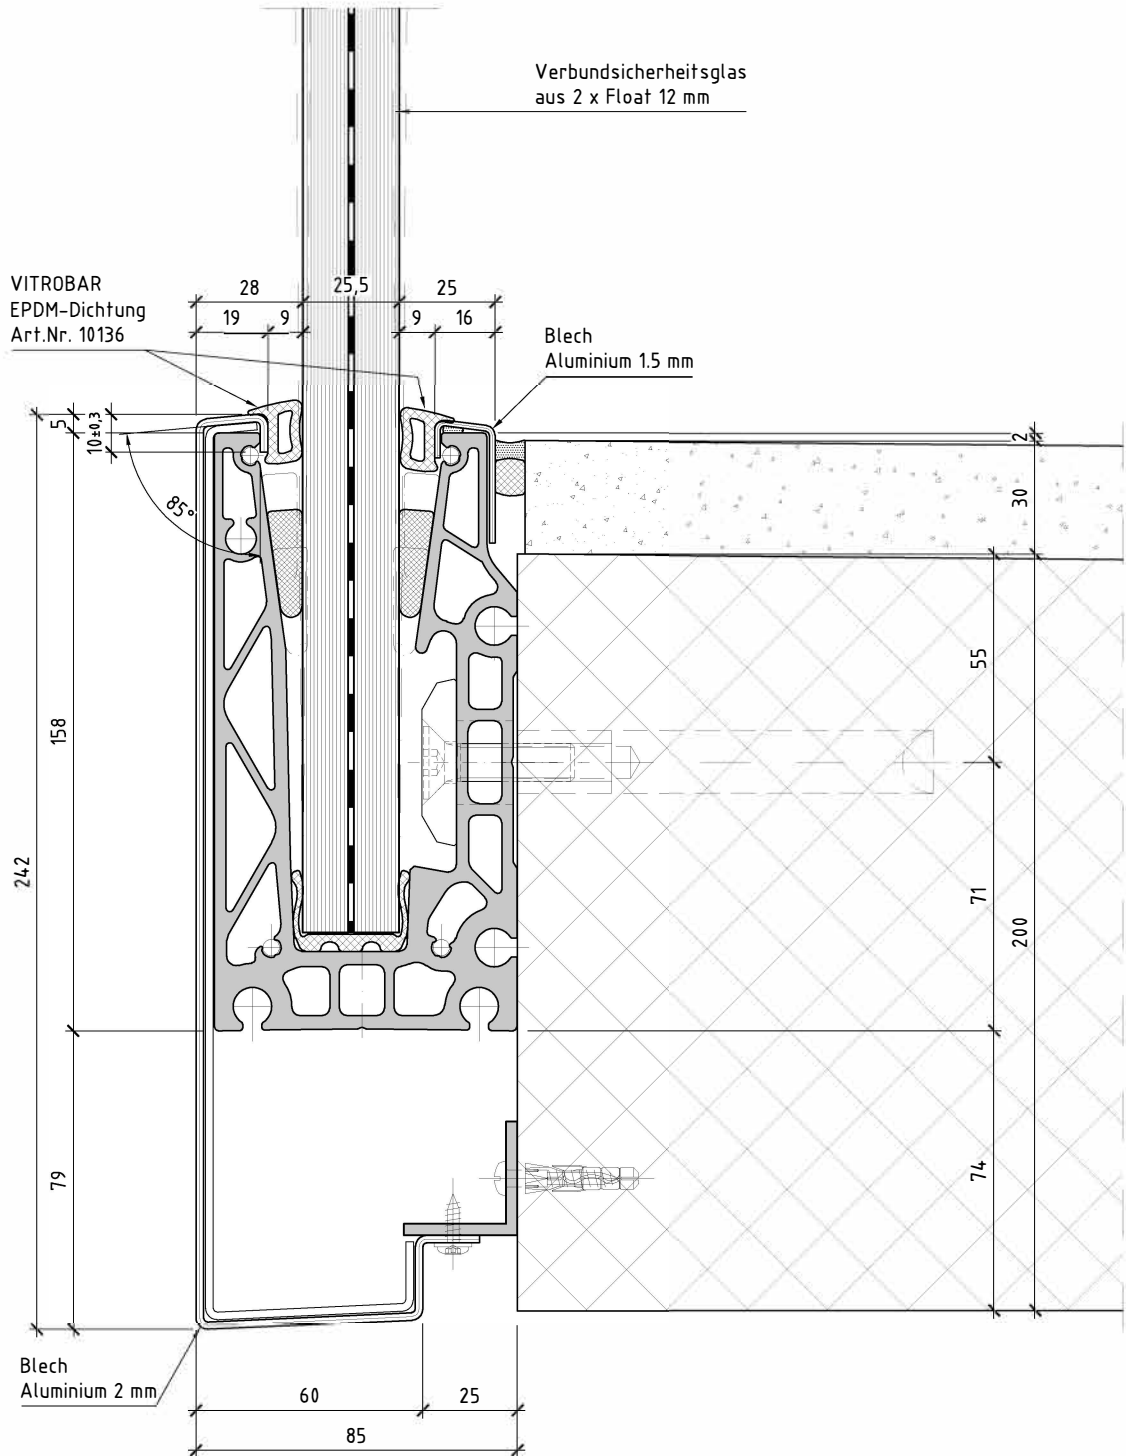 Verbundsicherheitsglas
aus 2 x Float 12 mm
VITROBAR
EPDM-Dichtung
Art.Nr. 10136
28
25,5
25
19
9
9
16
Blech
Aluminium 1.5 mm
5
10±0,3
85°
2
30
55
158
242
71
200
79
74
Blech
Aluminium 2 mm
60
25
85